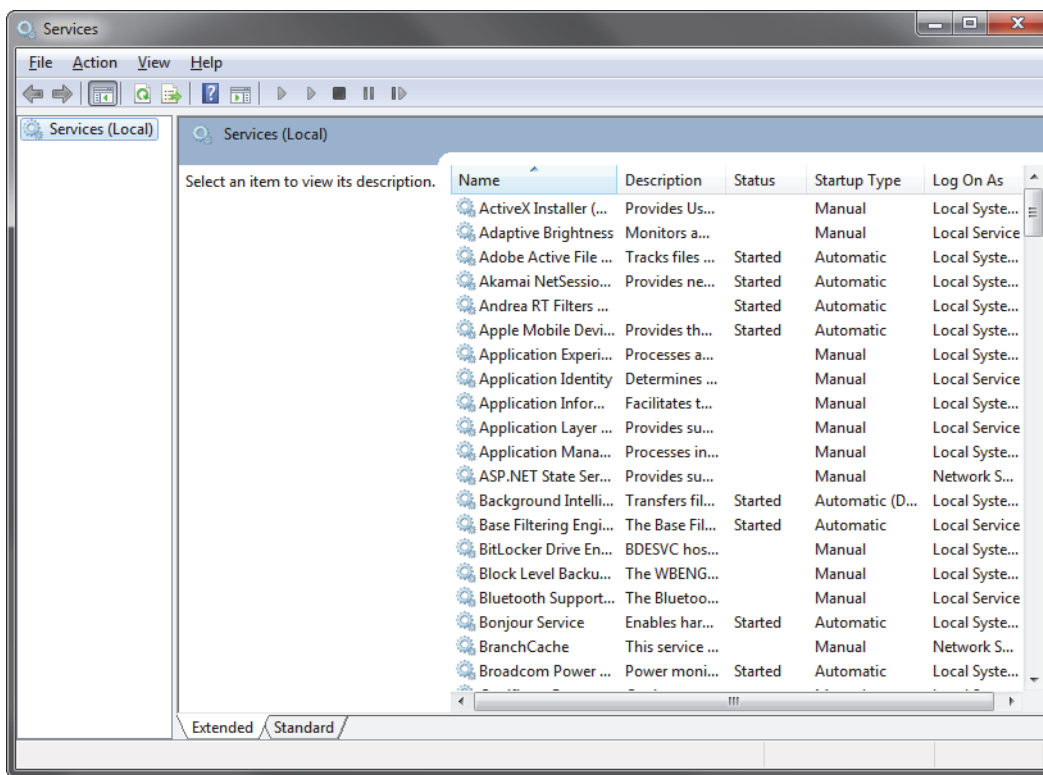 Services
File Action View Help
Services (Local)
Services (Local)
Select an item to view its description.
Name Description Status Startup Type Log On As
ActiveX Installer (... Provides Us... Manual Local Syste...
Adaptive Brightness Monitors a... Manual Local Service
Adobe Active File ... Tracks files ... Started Automatic Local Syste...
Akamai NetSessio... Provides ne... Started Automatic Local Syste...
Andrea RT Filters ... Started Automatic Local Syste...
Apple Mobile Devi... Provides th... Started Automatic Local Syste...
Application Experi... Processes a... Manual Local Syste...
Application Identity Determines ... Manual Local Service
Application Infor... Facilitates t... Manual Local Syste...
Application Layer ... Provides su... Manual Local Service
Application Mana... Processes in... Manual Local Syste...
ASP.NET State Ser... Provides su... Manual Network S...
Background Intelli... Transfers fil... Started Automatic (D... Local Syste...
Base Filtering Engi... The Base Fil... Started Automatic Local Service
BitLocker Drive En... BDESVC hos... Manual Local Syste...
Block Level Backu... The WBENG... Manual Local Syste...
Bluetooth Support... The Bluetoo... Manual Local Service
Bonjour Service Enables har... Started Automatic Local Syste...
BranchCache This service ... Manual Network S...
Broadcom Power ... Power moni... Started Automatic Local Syste...
Extended Standard